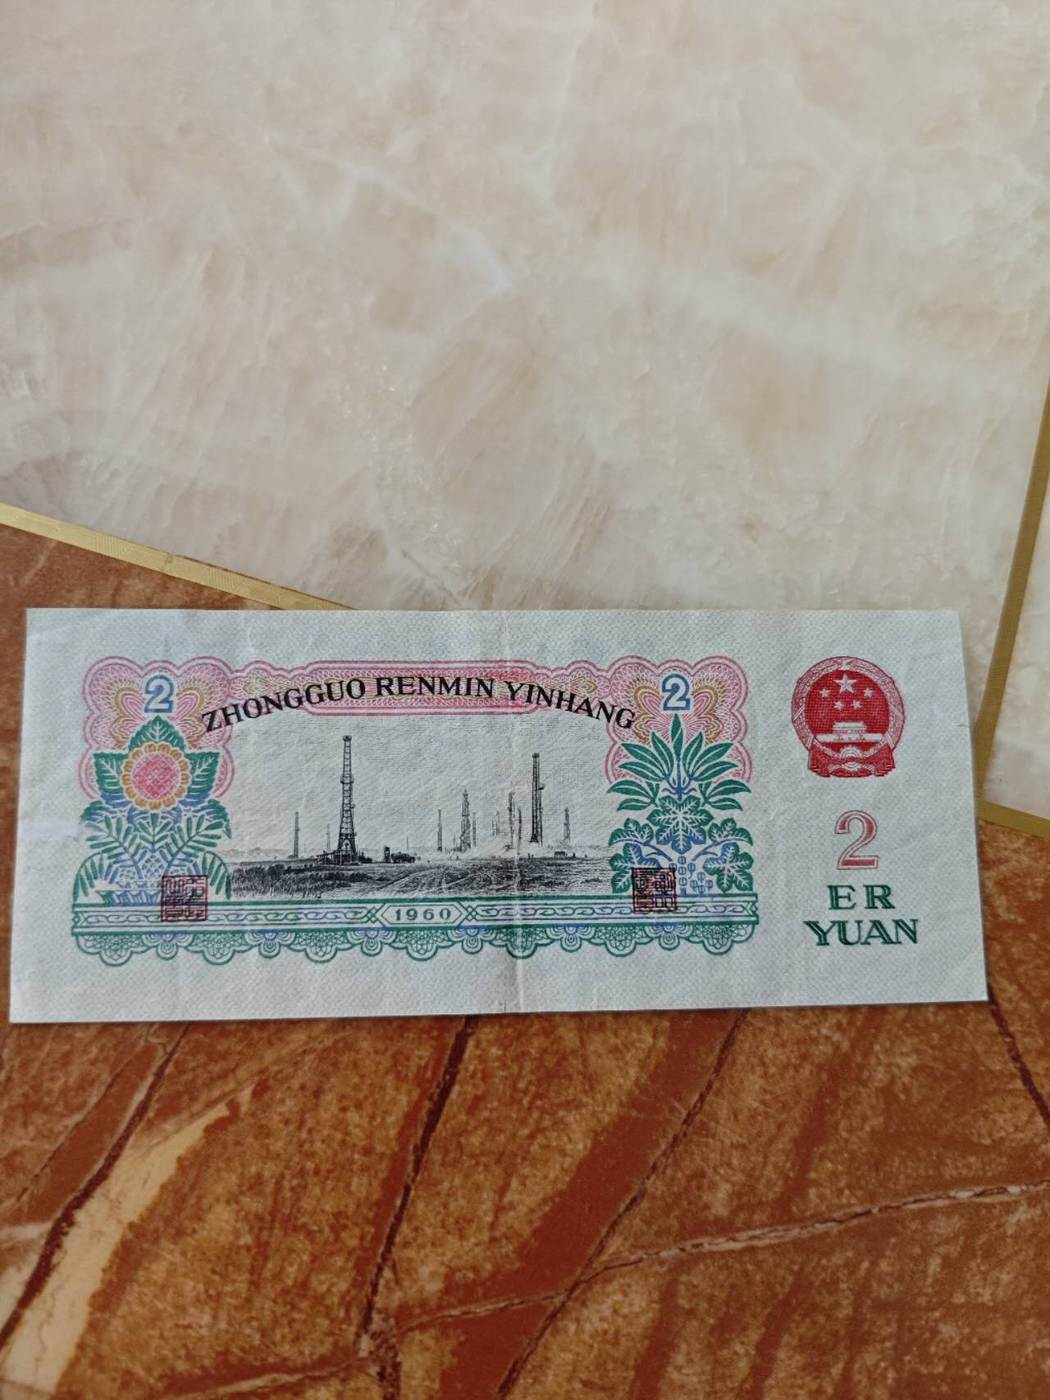 2
ZHONGGUO RENMIN YINHANG
2
1960
2
ER
YUAN